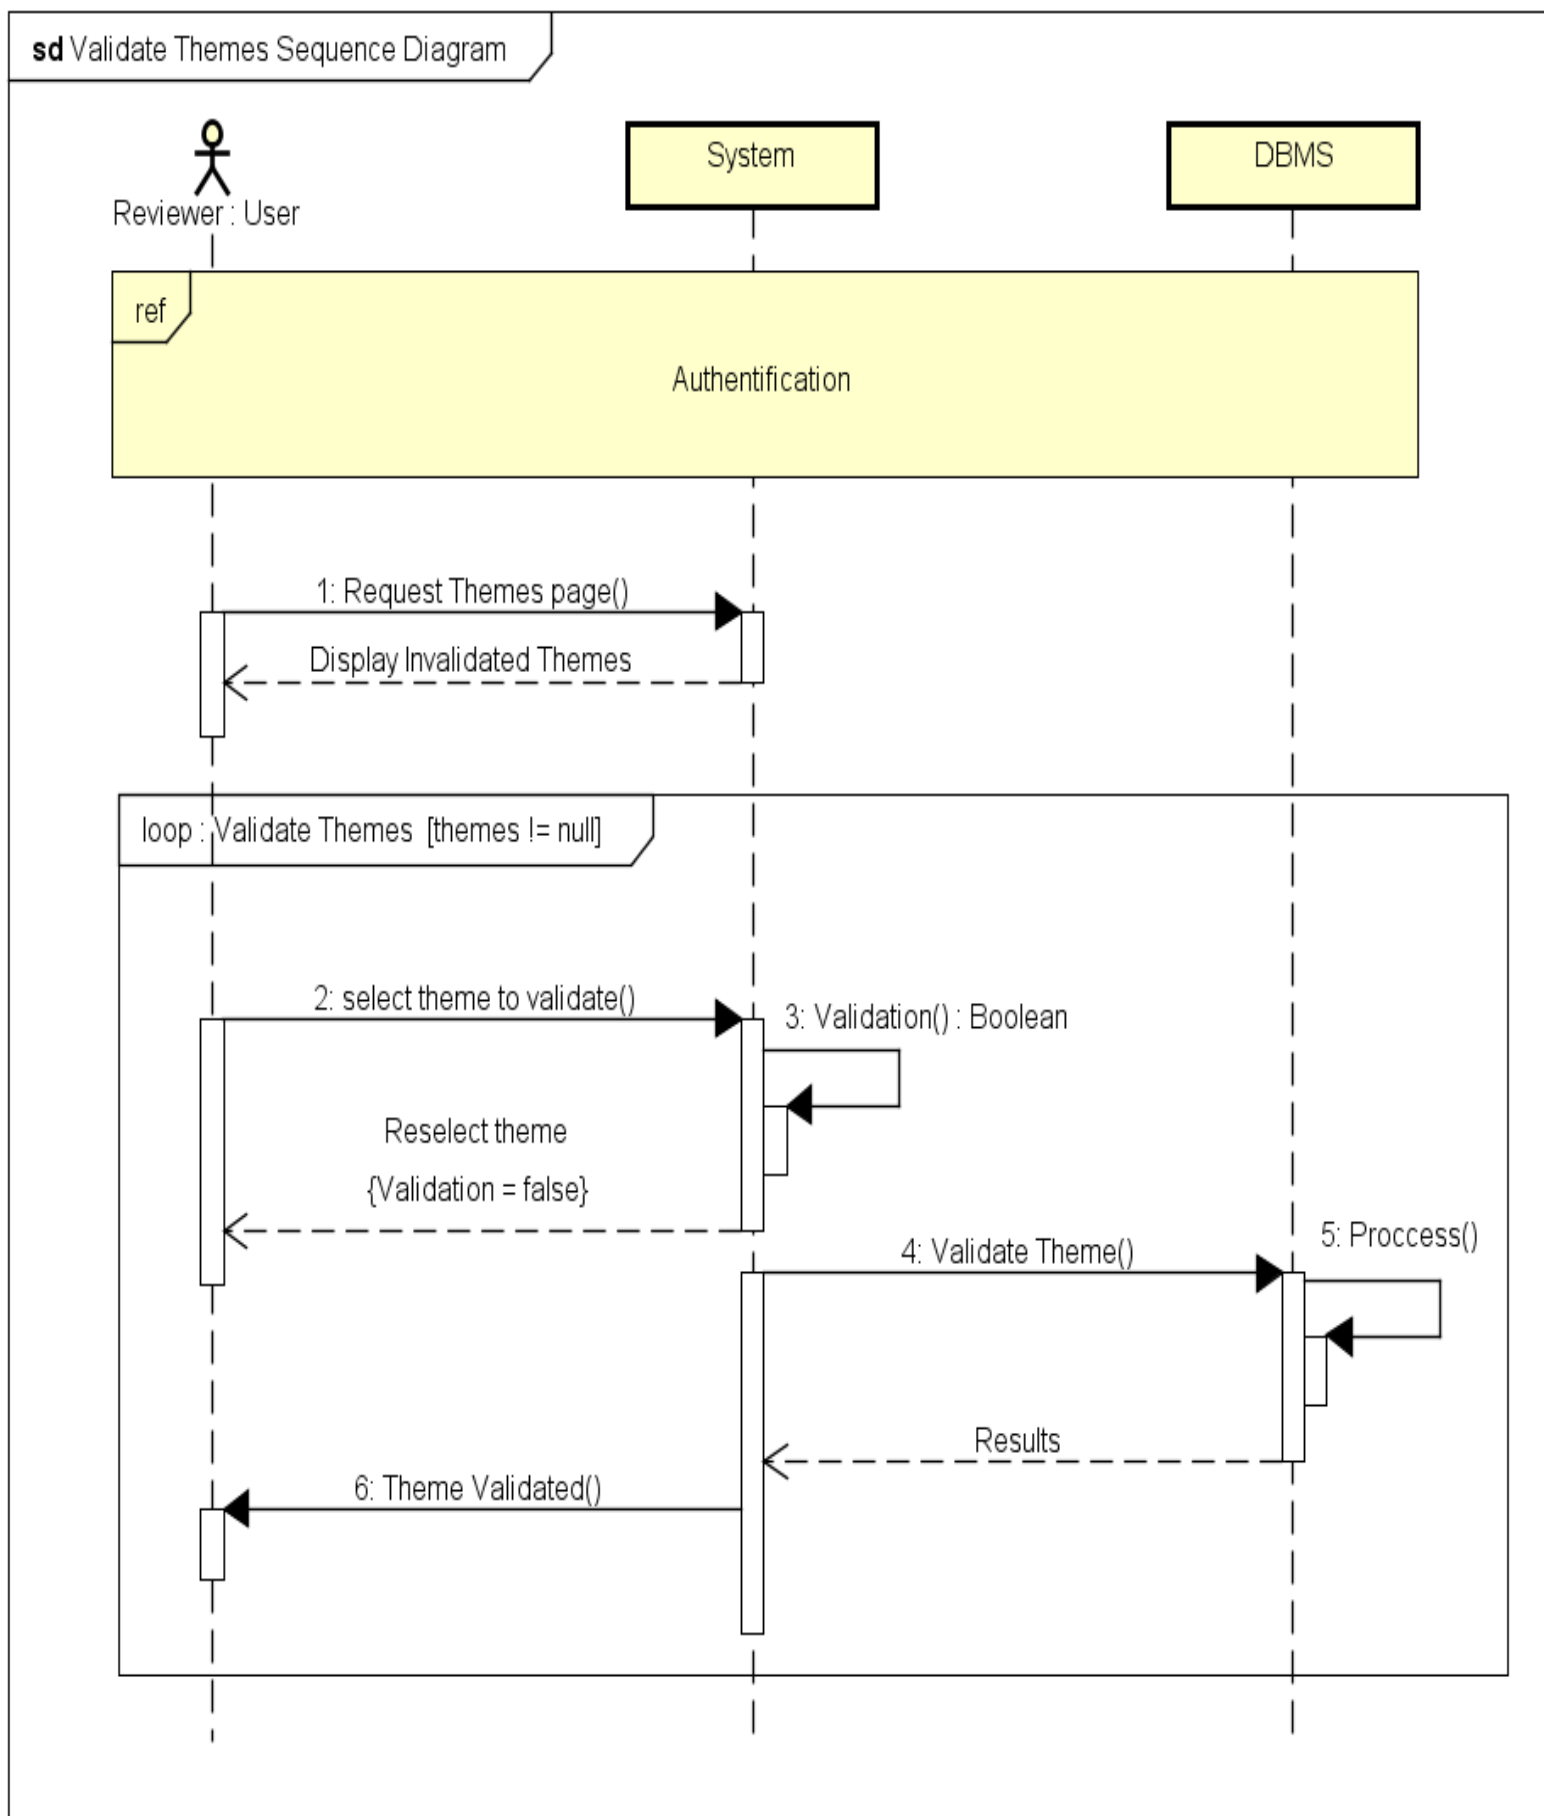 sd Validate Themes Sequence Diagram
System
DBMS
Reviewer : User
ref
Authentification
1: Request Themes page()
Display Invalidated Themes
loop : Validate Themes [themes != null]
2: select theme to validate()
3: Validation() : Boolean
Reselect theme
{Validation = false}
4: Validate Theme()
5: Proccess()
Results
6: Theme Validated()